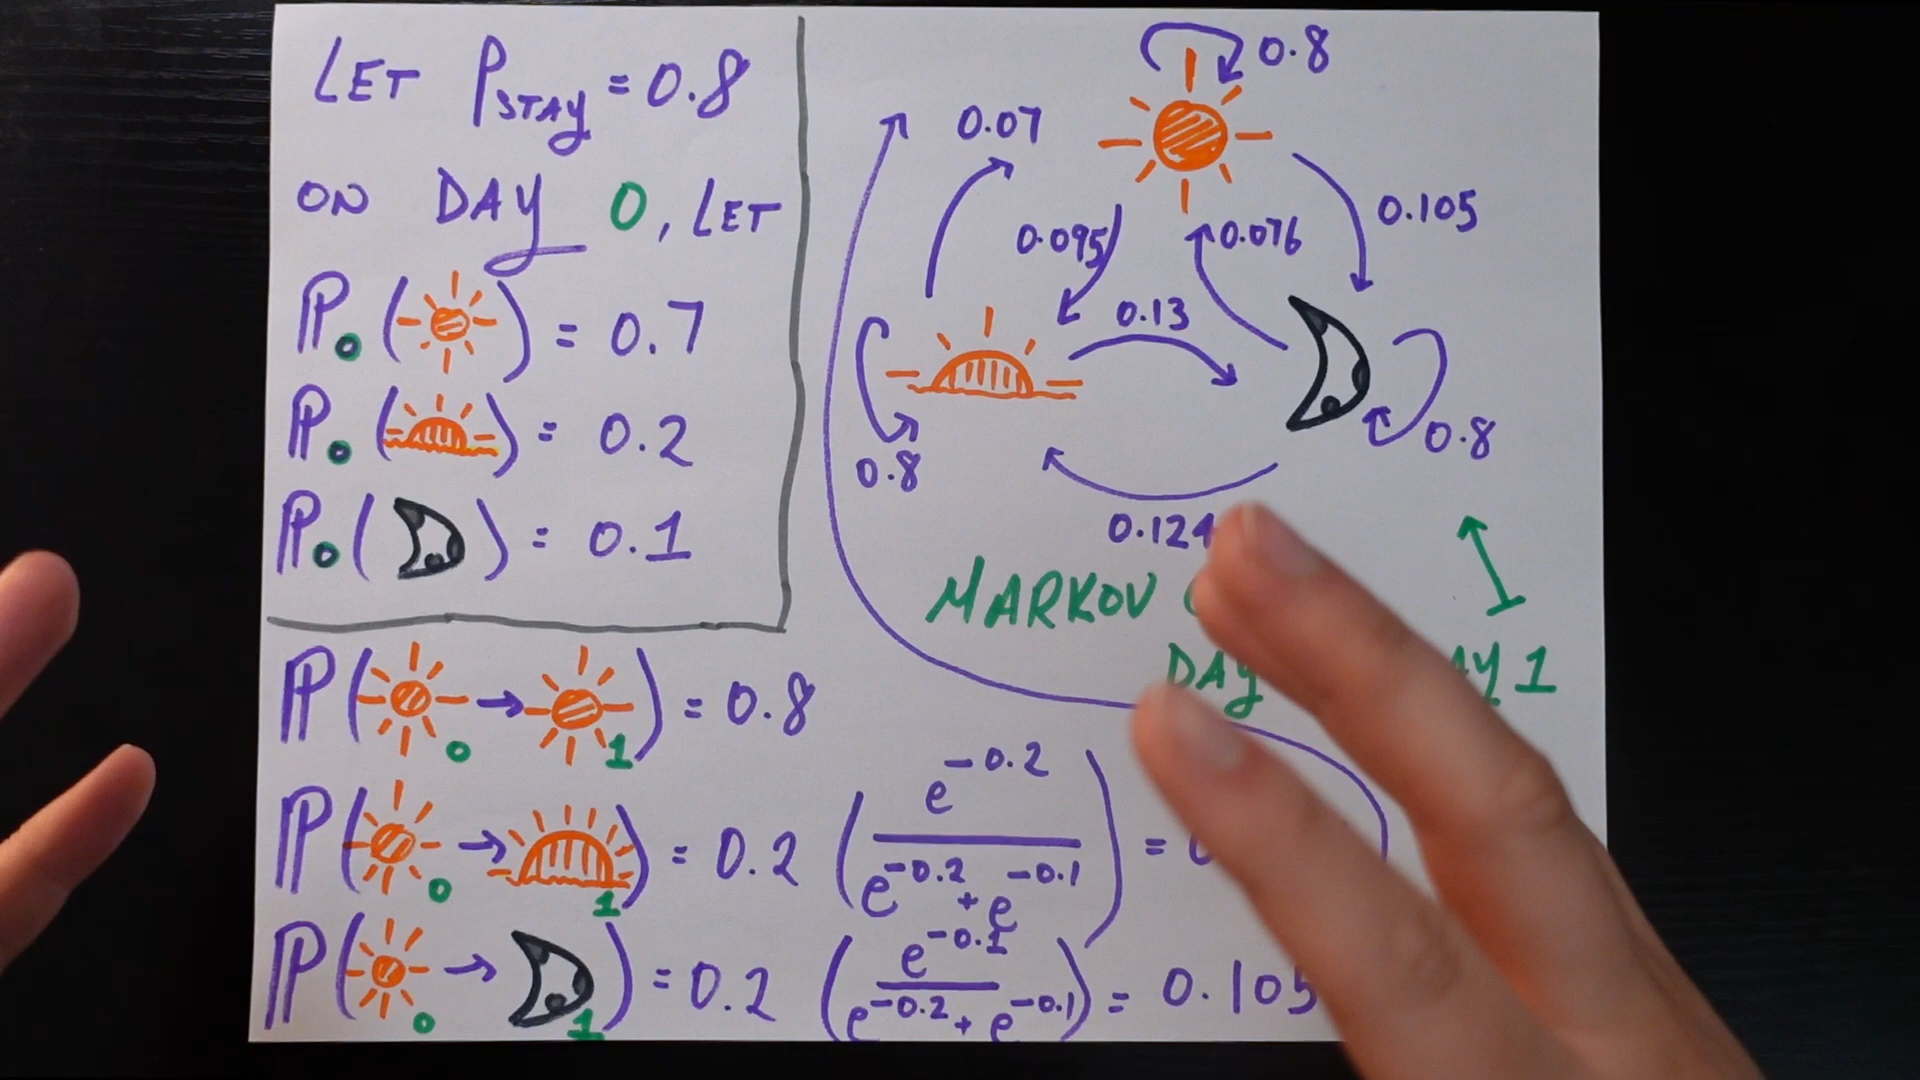 LET PSTAY = 0.8
ON DAY 0, LET
P0( ) = 0.7
P0( ) = 0.2
P0( ) = 0.1
P( 0 → 1 ) = 0.8
P( 0 → 1 ) = 0.2 ( e^-0.2 / e^-0.2 + e^-0.1 ) =
P( 0 → 1 ) = 0.2 ( e^-0.1 / e^-0.2 + e^-0.1 ) = 0.105
0.8
0.07
0.105
0.095
0.076
0.13
0.8
0.8
0.124
MARKOV
DAY 1